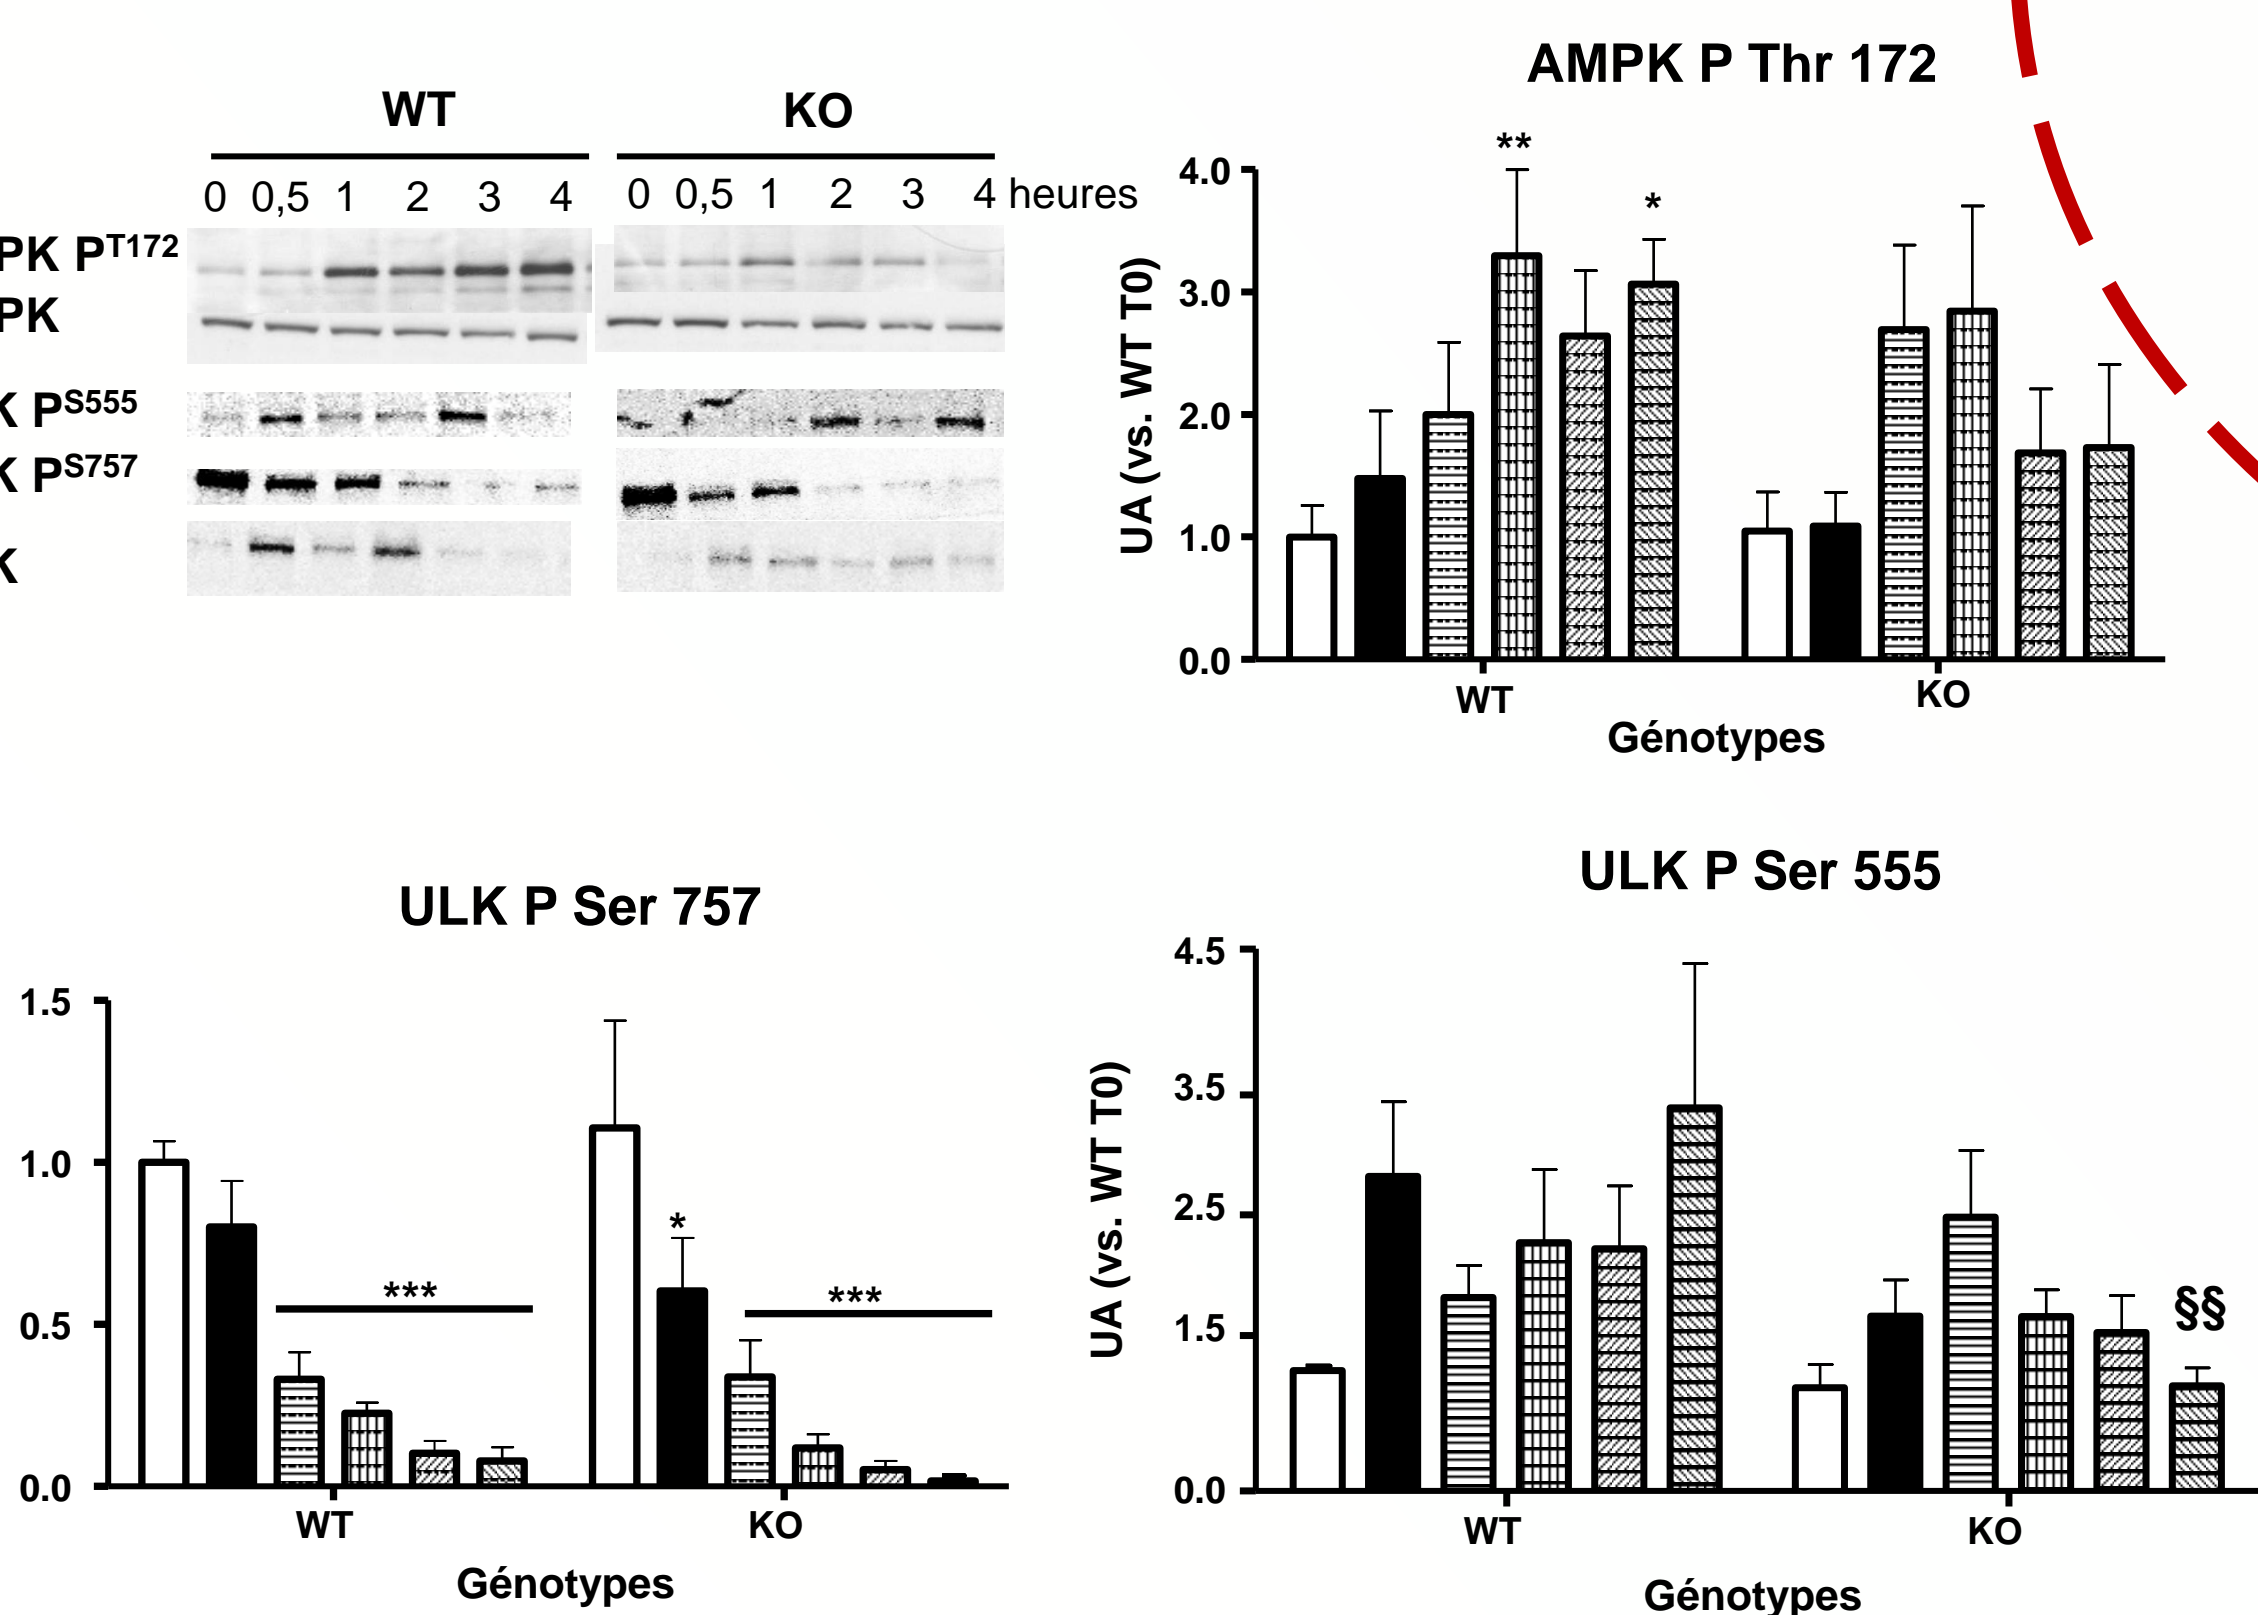 WT KO
0 0,5 1 2 3 4 0 0,5 1 2 3 4 heures
PK PT172
PK
K PS555
K PS757
K
AMPK P Thr 172
** *
4.0
3.0
2.0
1.0
0.0
UA (vs. WT T0)
WT KO
Génotypes
ULK P Ser 757
1.5
1.0
0.5
0.0
*** * ***
WT KO
Génotypes
ULK P Ser 555
4.5
3.5
2.5
1.5
0.0
UA (vs. WT T0)
§§
WT KO
Génotypes